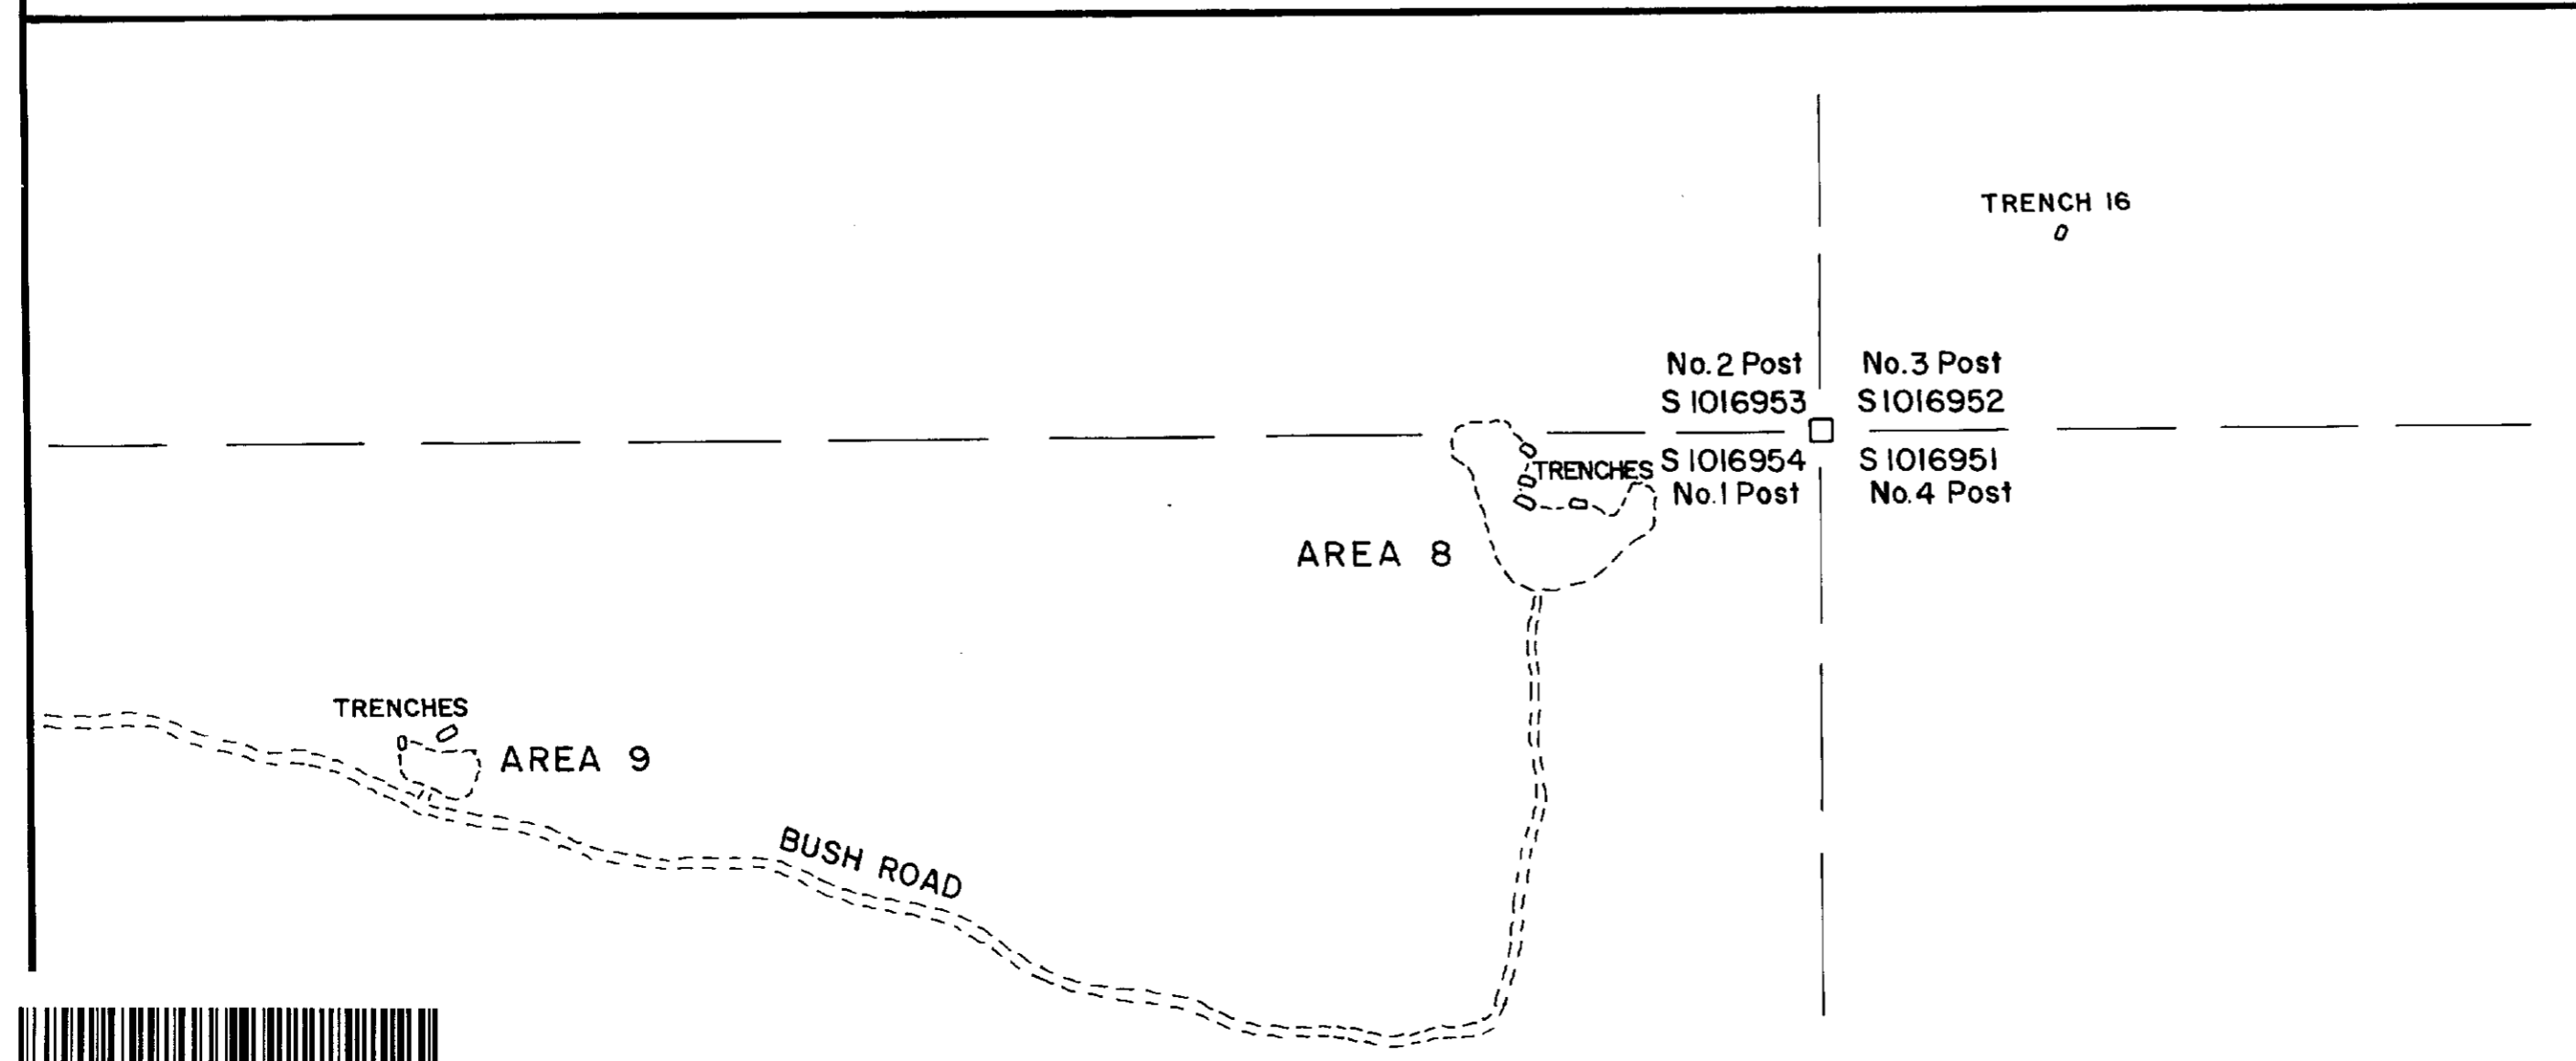 TRENCH 16
No.2 Post
S 1016953
No.3 Post
S 1016952
TRENCHES
S 1016954
No.1 Post
S 1016951
No.4 Post
AREA 8
TRENCHES
AREA 9
BUSH ROAD